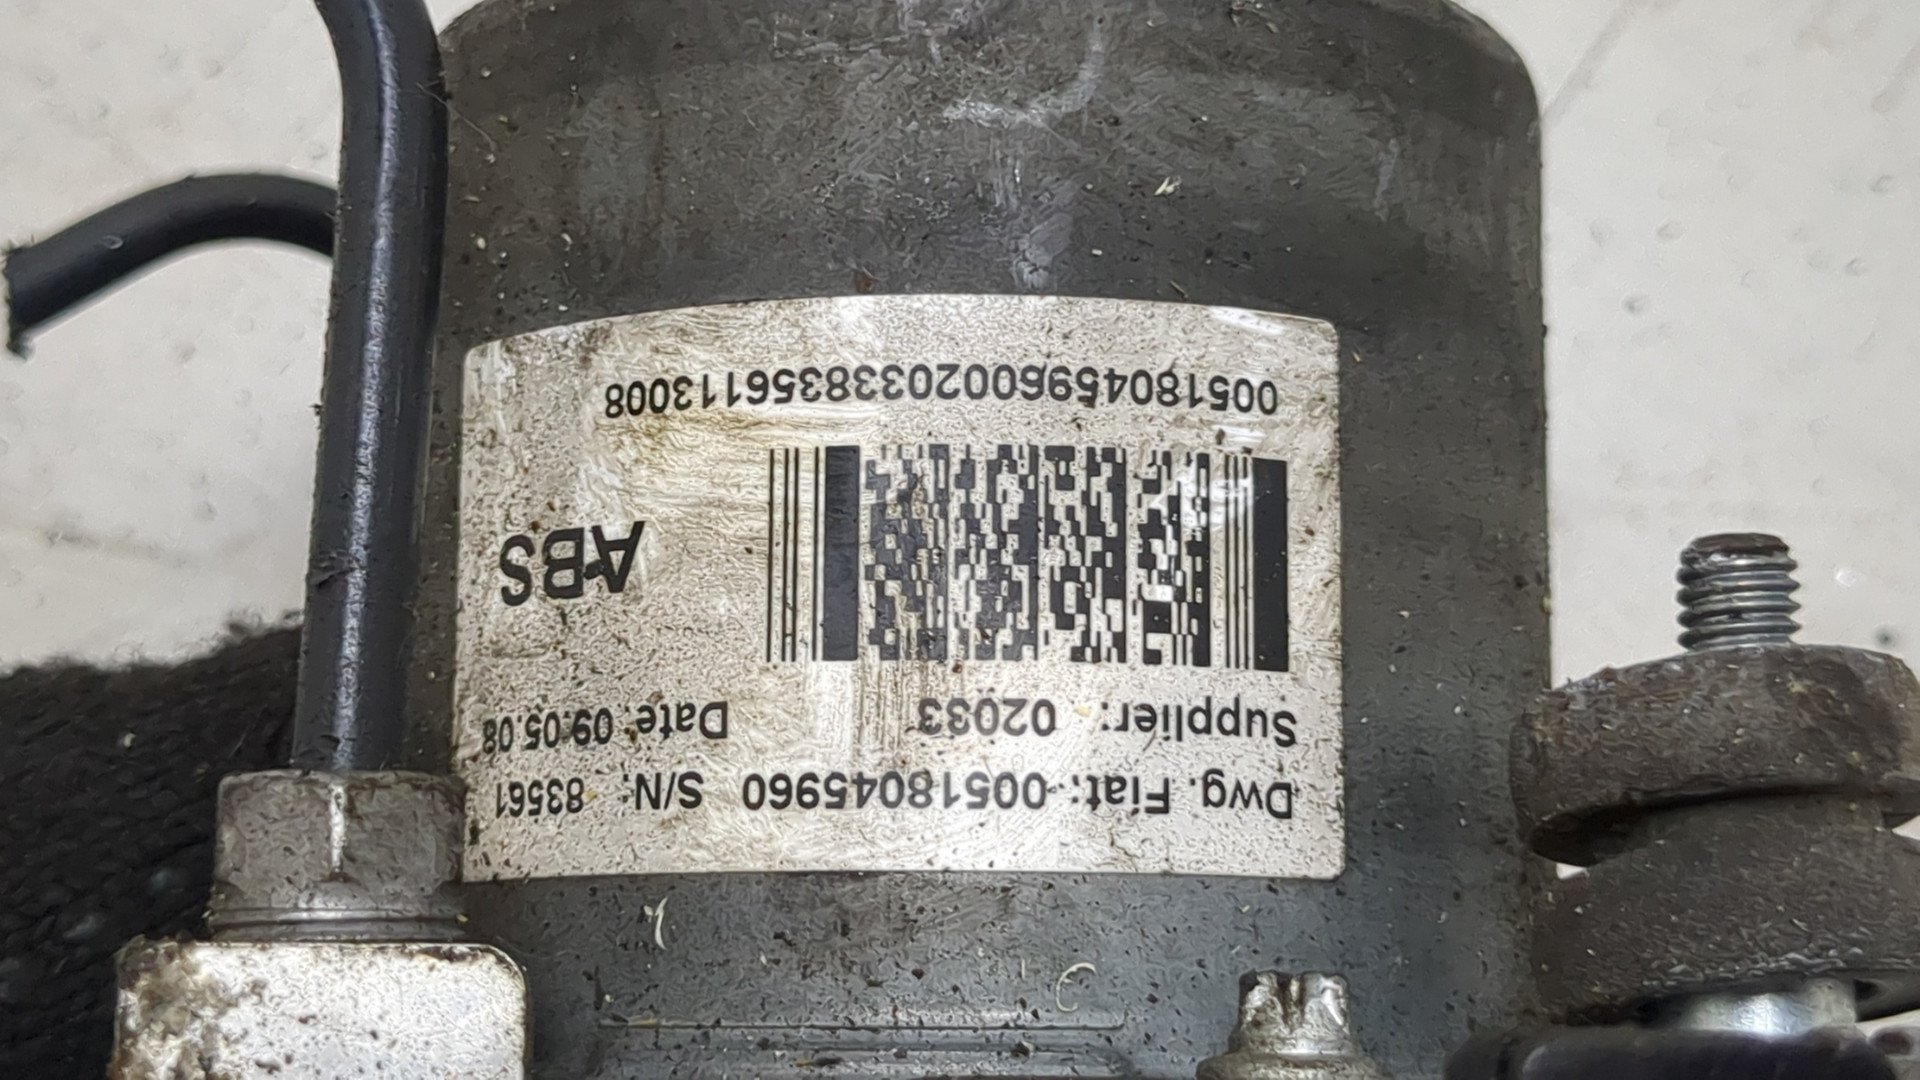 Dwg. Fiat: 00518045960 S/N: 83561
Supplier: 02033 Date: 09.05.08
ABS
00518045960020338356113008